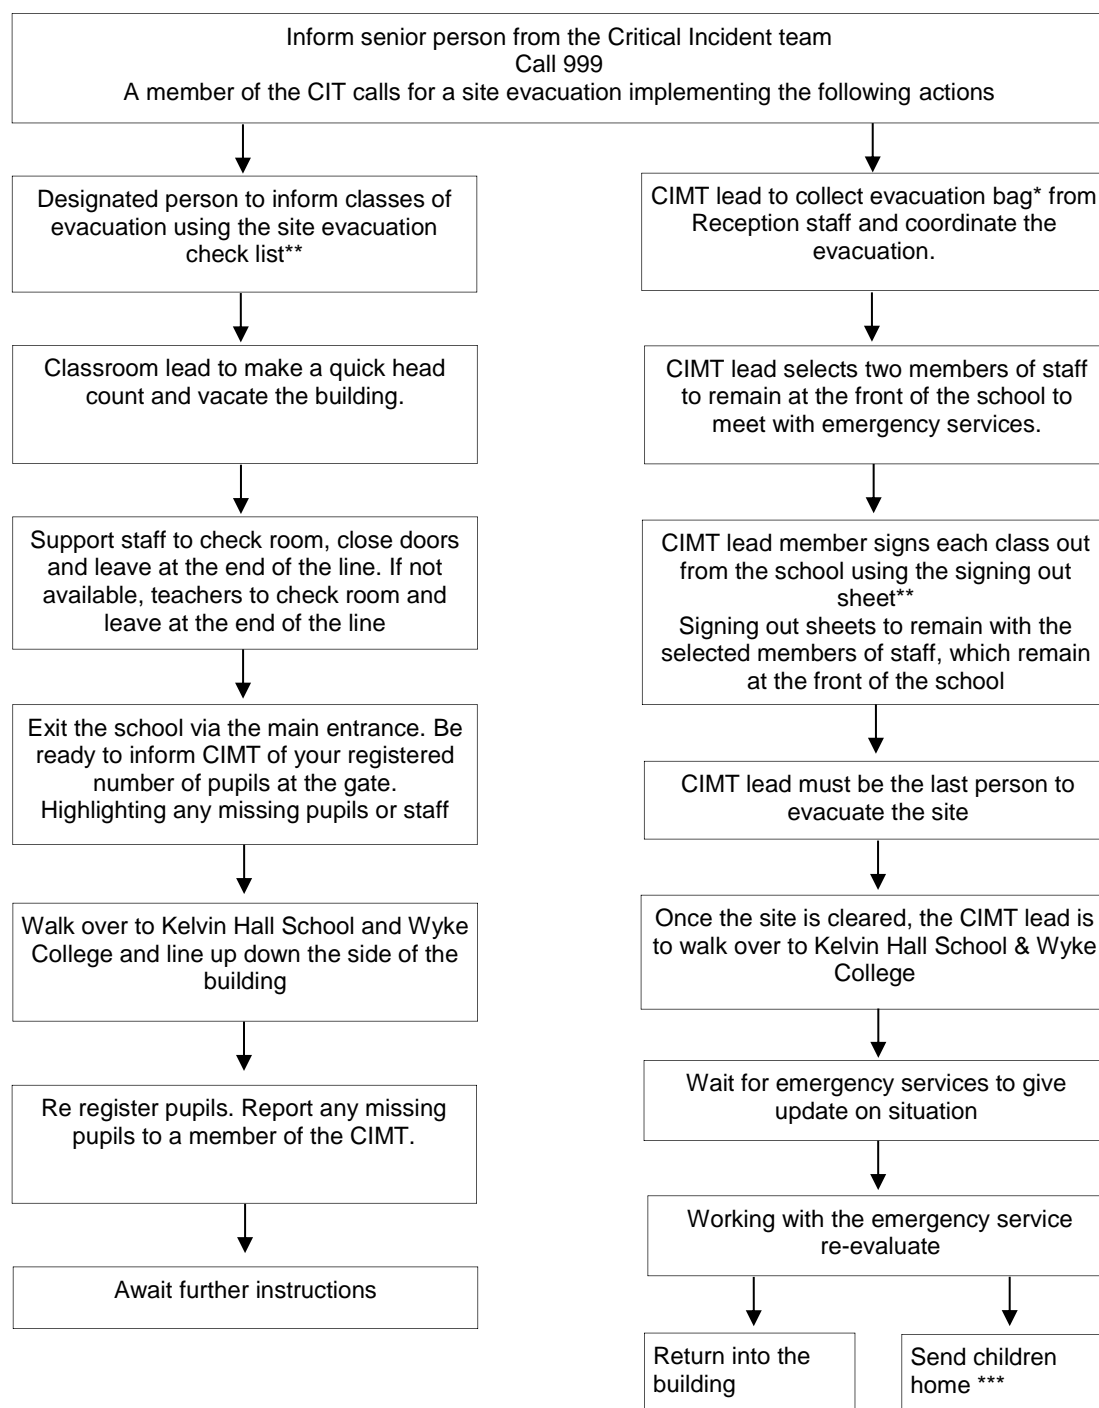 Inform senior person from the Critical Incident team
Call 999
A member of the CIT calls for a site evacuation implementing the following actions
Designated person to inform classes of
evacuation using the site evacuation
check list**
Classroom lead to make a quick head
count and vacate the building.
Support staff to check room, close doors
and leave at the end of the line. If not
available, teachers to check room and
leave at the end of the line
Exit the school via the main entrance. Be
ready to inform CIMT of your registered
number of pupils at the gate.
Highlighting any missing pupils or staff
Walk over to Kelvin Hall School and Wyke
College and line up down the side of the
building
Re register pupils. Report any missing
pupils to a member of the CIMT.
Await further instructions
CIMT lead to collect evacuation bag* from
Reception staff and coordinate the
evacuation.
CIMT lead selects two members of staff
to remain at the front of the school to
meet with emergency services.
CIMT lead member signs each class out
from the school using the signing out
sheet**
Signing out sheets to remain with the
selected members of staff, which remain
at the front of the school
CIMT lead must be the last person to
evacuate the site
Once the site is cleared, the CIMT lead is
to walk over to Kelvin Hall School & Wyke
College
Wait for emergency services to give
update on situation
Working with the emergency service
re-evaluate
Return into the
building
Send children
home ***